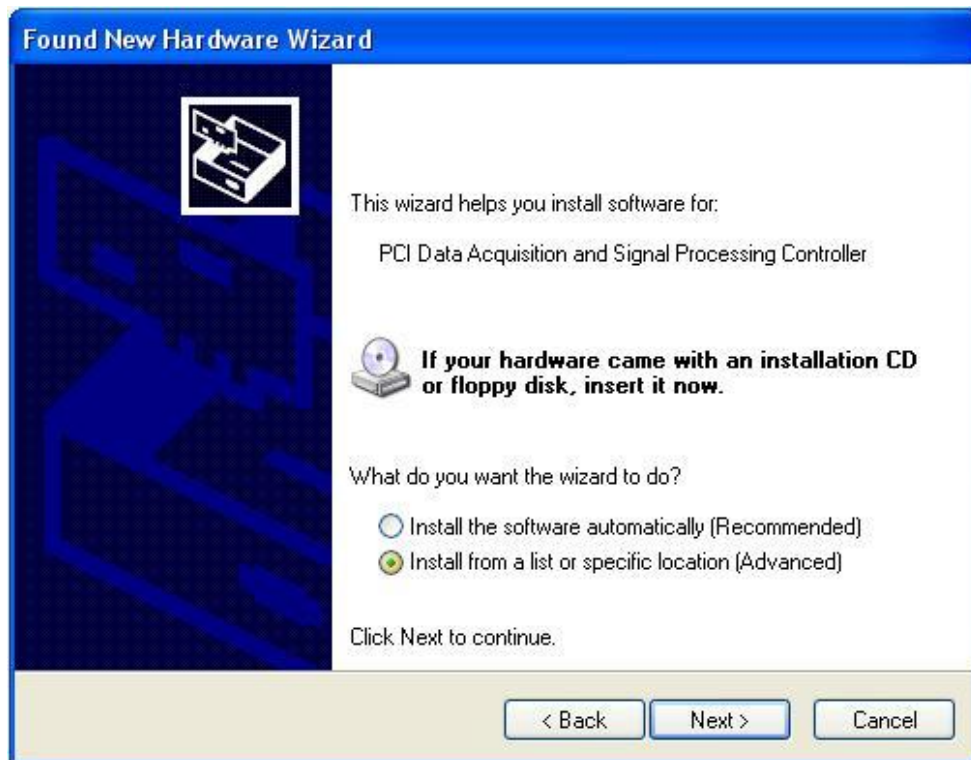 Found New Hardware Wizard
This wizard helps you install software for:
PCI Data Acquisition and Signal Processing Controller
If your hardware came with an installation CD
or floppy disk, insert it now.
What do you want the wizard to do?
Install the software automatically (Recommended)
Install from a list or specific location (Advanced)
Click Next to continue.
< Back
Next >
Cancel